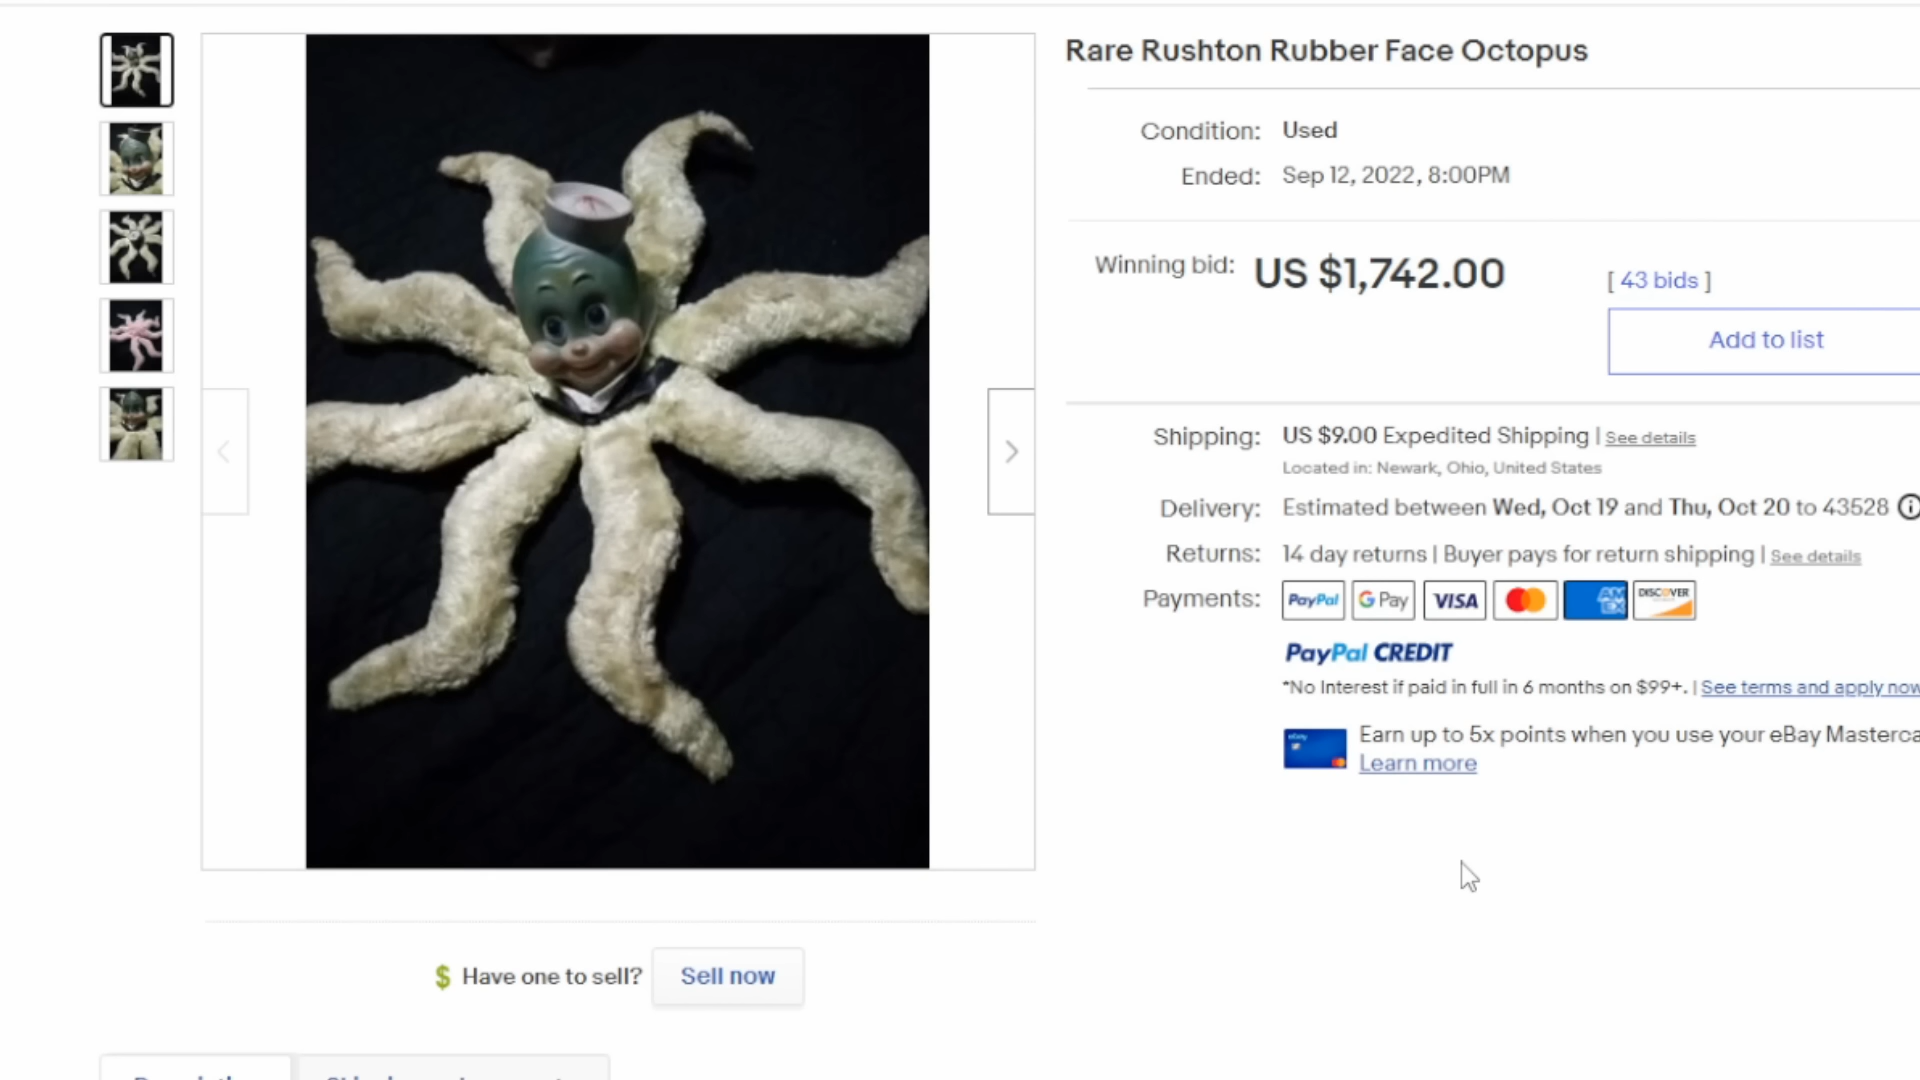 Rare Rushton Rubber Face Octopus
Condition: Used
Ended: Sep 12, 2022, 8:00PM
Winning bid: US $1,742.00 [ 43 bids ]
Add to list
Shipping: US $9.00 Expedited Shipping | See details
Located in: Newark, Ohio, United States
Delivery: Estimated between Wed, Oct 19 and Thu, Oct 20 to 43528
Returns: 14 day returns | Buyer pays for return shipping | See details
Payments: PayPal G Pay VISA AM EX DISCOVER
PayPal CREDIT
*No Interest if paid in full in 6 months on $99+. | See terms and apply now
Earn up to 5x points when you use your eBay Masterca
Learn more
$ Have one to sell? Sell now